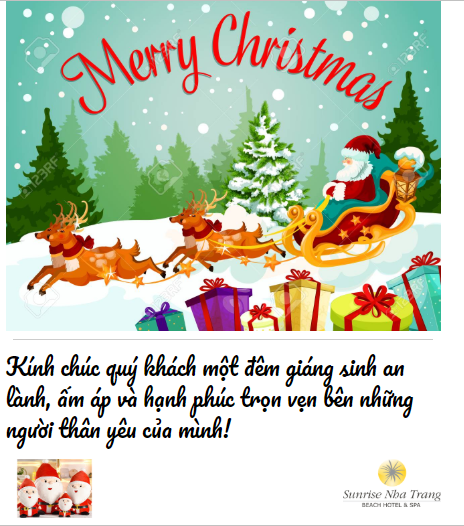 Merry Christmas
123RF
Kính chúc quý khách một đêm giáng sinh an
lành, ấm áp và hạnh phúc trọn vẹn bên những
người thân yêu của mình!
Sunrise Nha Trang
BEACH HOTEL & SPA